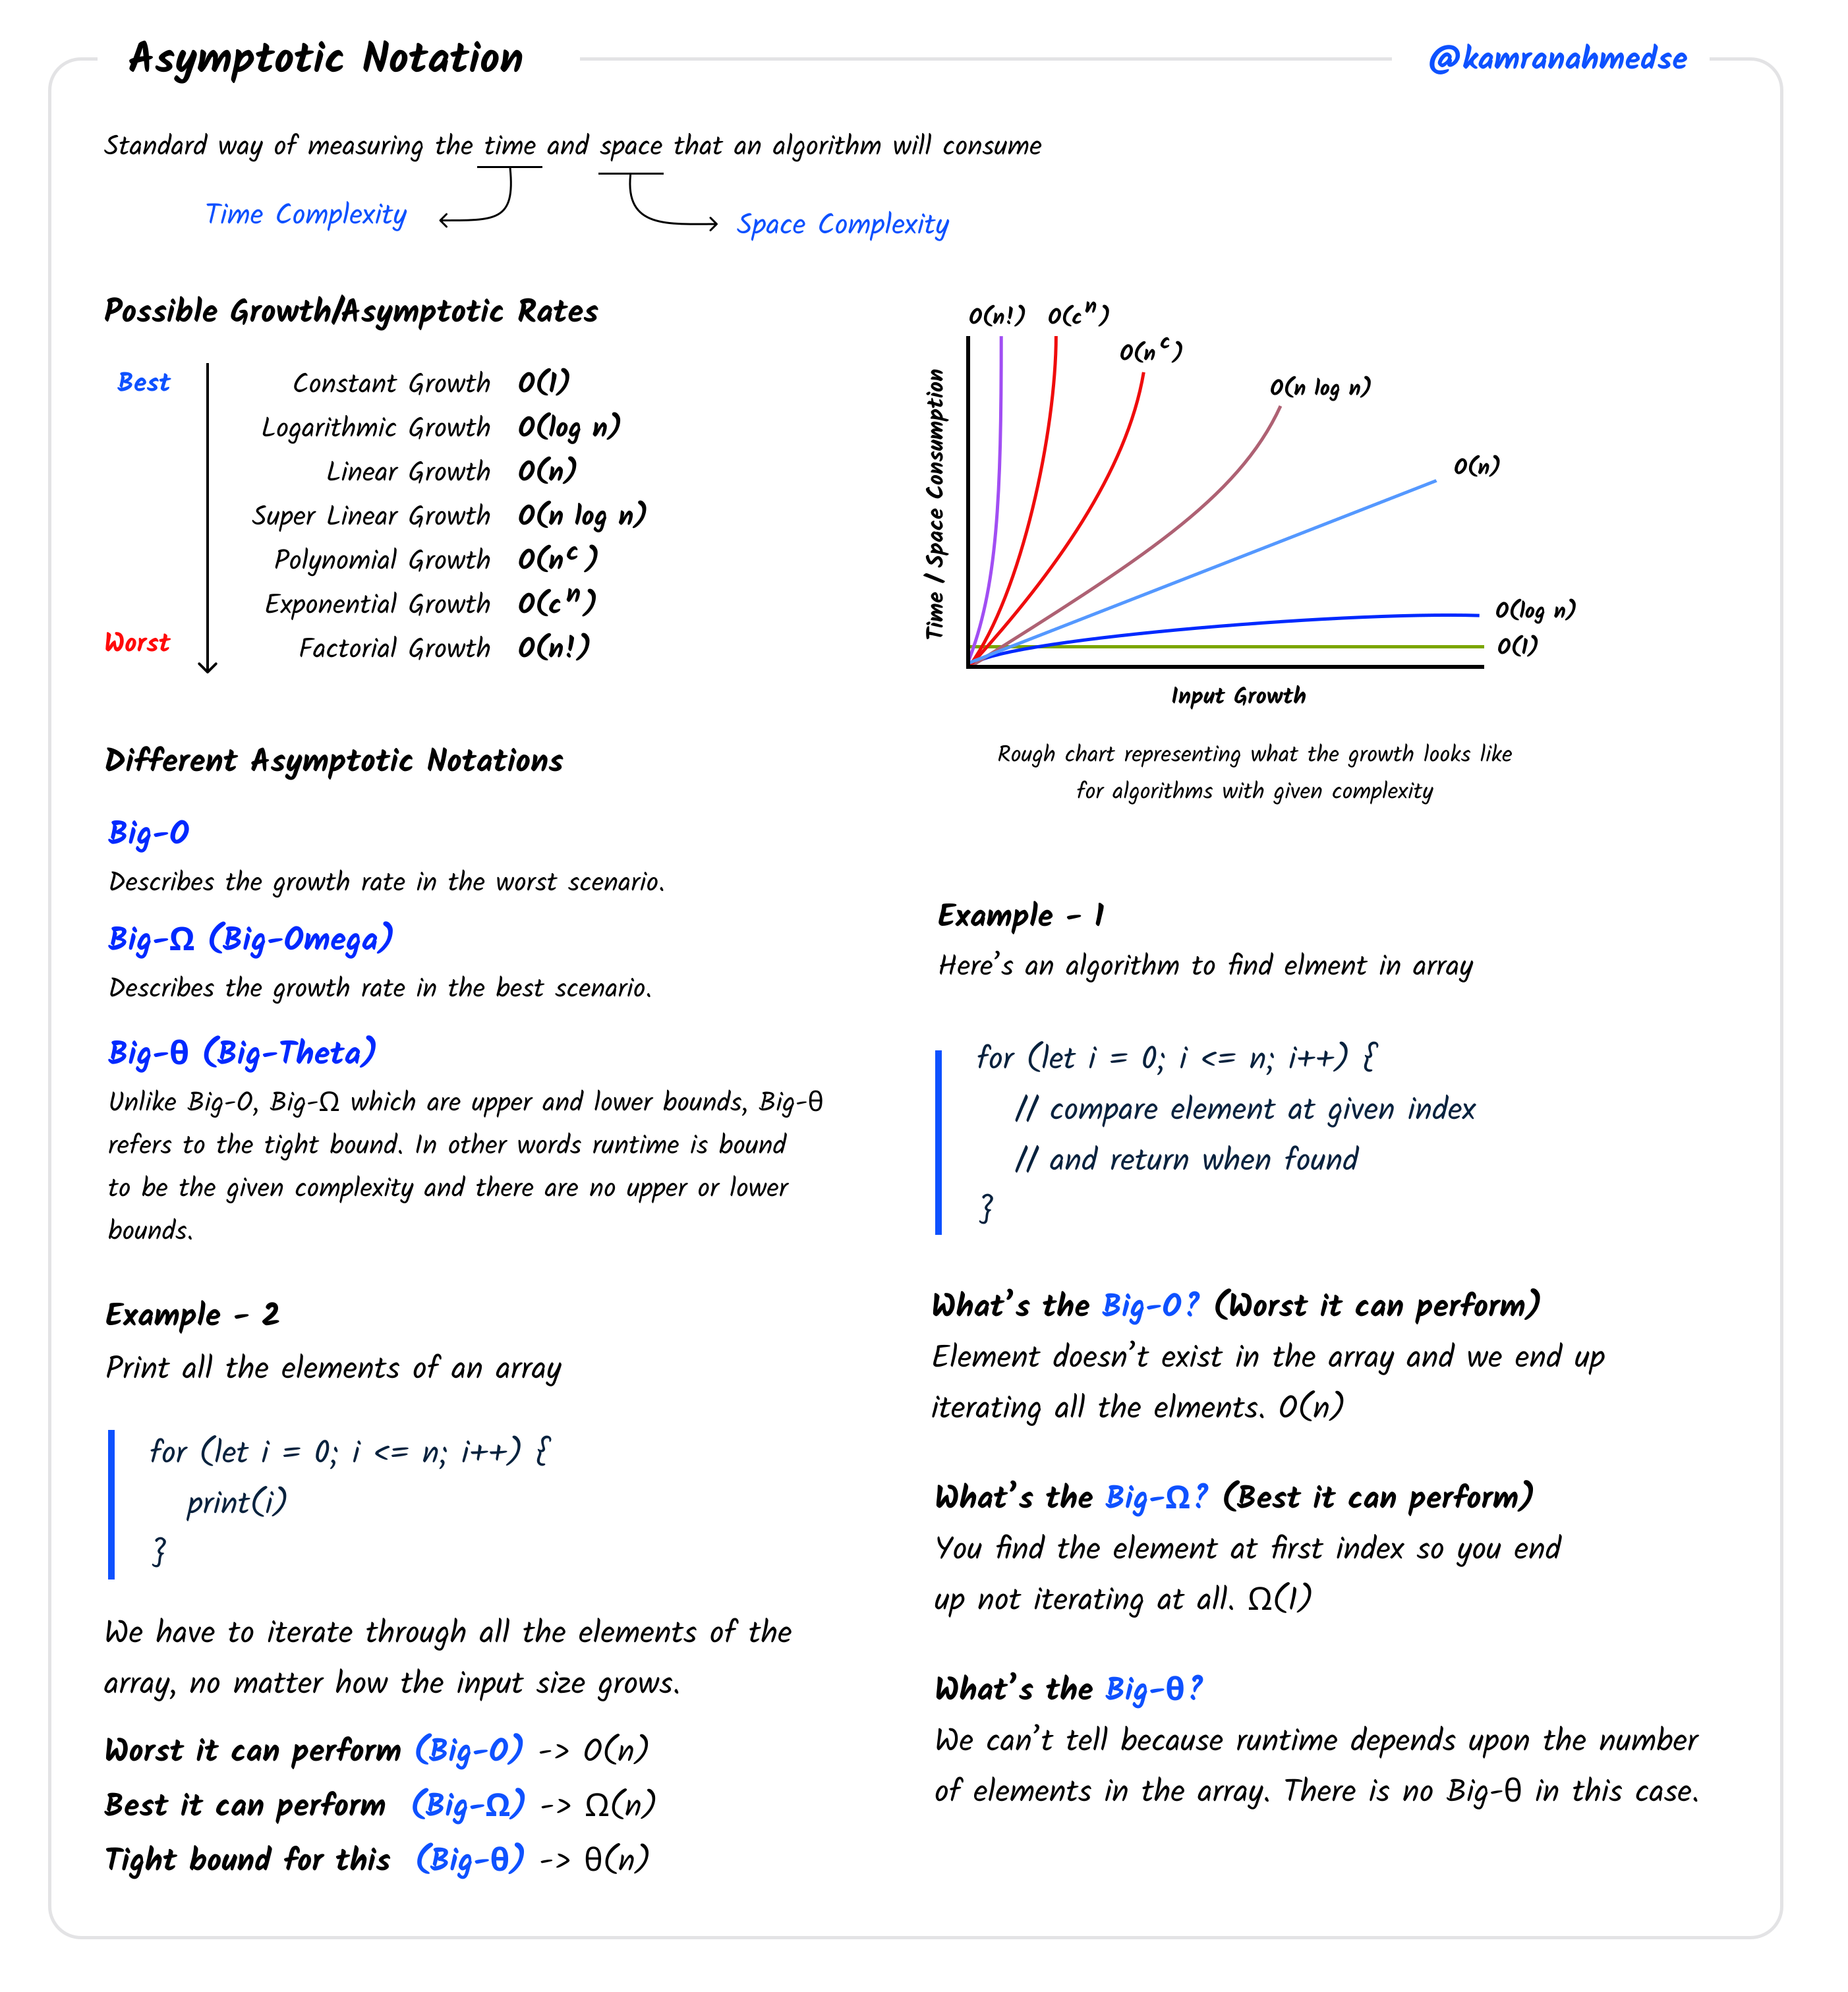 Asymptotic Notation
@kamranahmedse
Standard way of measuring the time and space that an algorithm will consume
Time Complexity
Space Complexity
Possible Growth/Asymptotic Rates
Best
Constant Growth O(1)
Logarithmic Growth O(log n)
Linear Growth O(n)
Super Linear Growth O(n log n)
Polynomial Growth O(n^c)
Exponential Growth O(c^n)
Worst
Factorial Growth O(n!)
O(n!)
O(c^n)
O(n^c)
O(n log n)
O(n)
O(log n)
O(1)
Time / Space Consumption
Input Growth
Rough chart representing what the growth looks like
for algorithms with given complexity
Different Asymptotic Notations
Big-O
Describes the growth rate in the worst scenario.
Big-Ω (Big-Omega)
Describes the growth rate in the best scenario.
Big-θ (Big-Theta)
Unlike Big-O, Big-Ω which are upper and lower bounds, Big-θ
refers to the tight bound. In other words runtime is bound
to be the given complexity and there are no upper or lower
bounds.
Example - 1
Here's an algorithm to find elment in array
for (let i = 0; i <= n; i++) {
// compare element at given index
// and return when found
}
What's the Big-O? (Worst it can perform)
Element doesn't exist in the array and we end up
iterating all the elments. O(n)
What's the Big-Ω? (Best it can perform)
You find the element at first index so you end
up not iterating at all. Ω(1)
What's the Big-θ?
We can't tell because runtime depends upon the number
of elements in the array. There is no Big-θ in this case.
Example - 2
Print all the elements of an array
for (let i = 0; i <= n; i++) {
print(i)
}
We have to iterate through all the elements of the
array, no matter how the input size grows.
Worst it can perform (Big-O) -> O(n)
Best it can perform (Big-Ω) -> Ω(n)
Tight bound for this (Big-θ) -> θ(n)